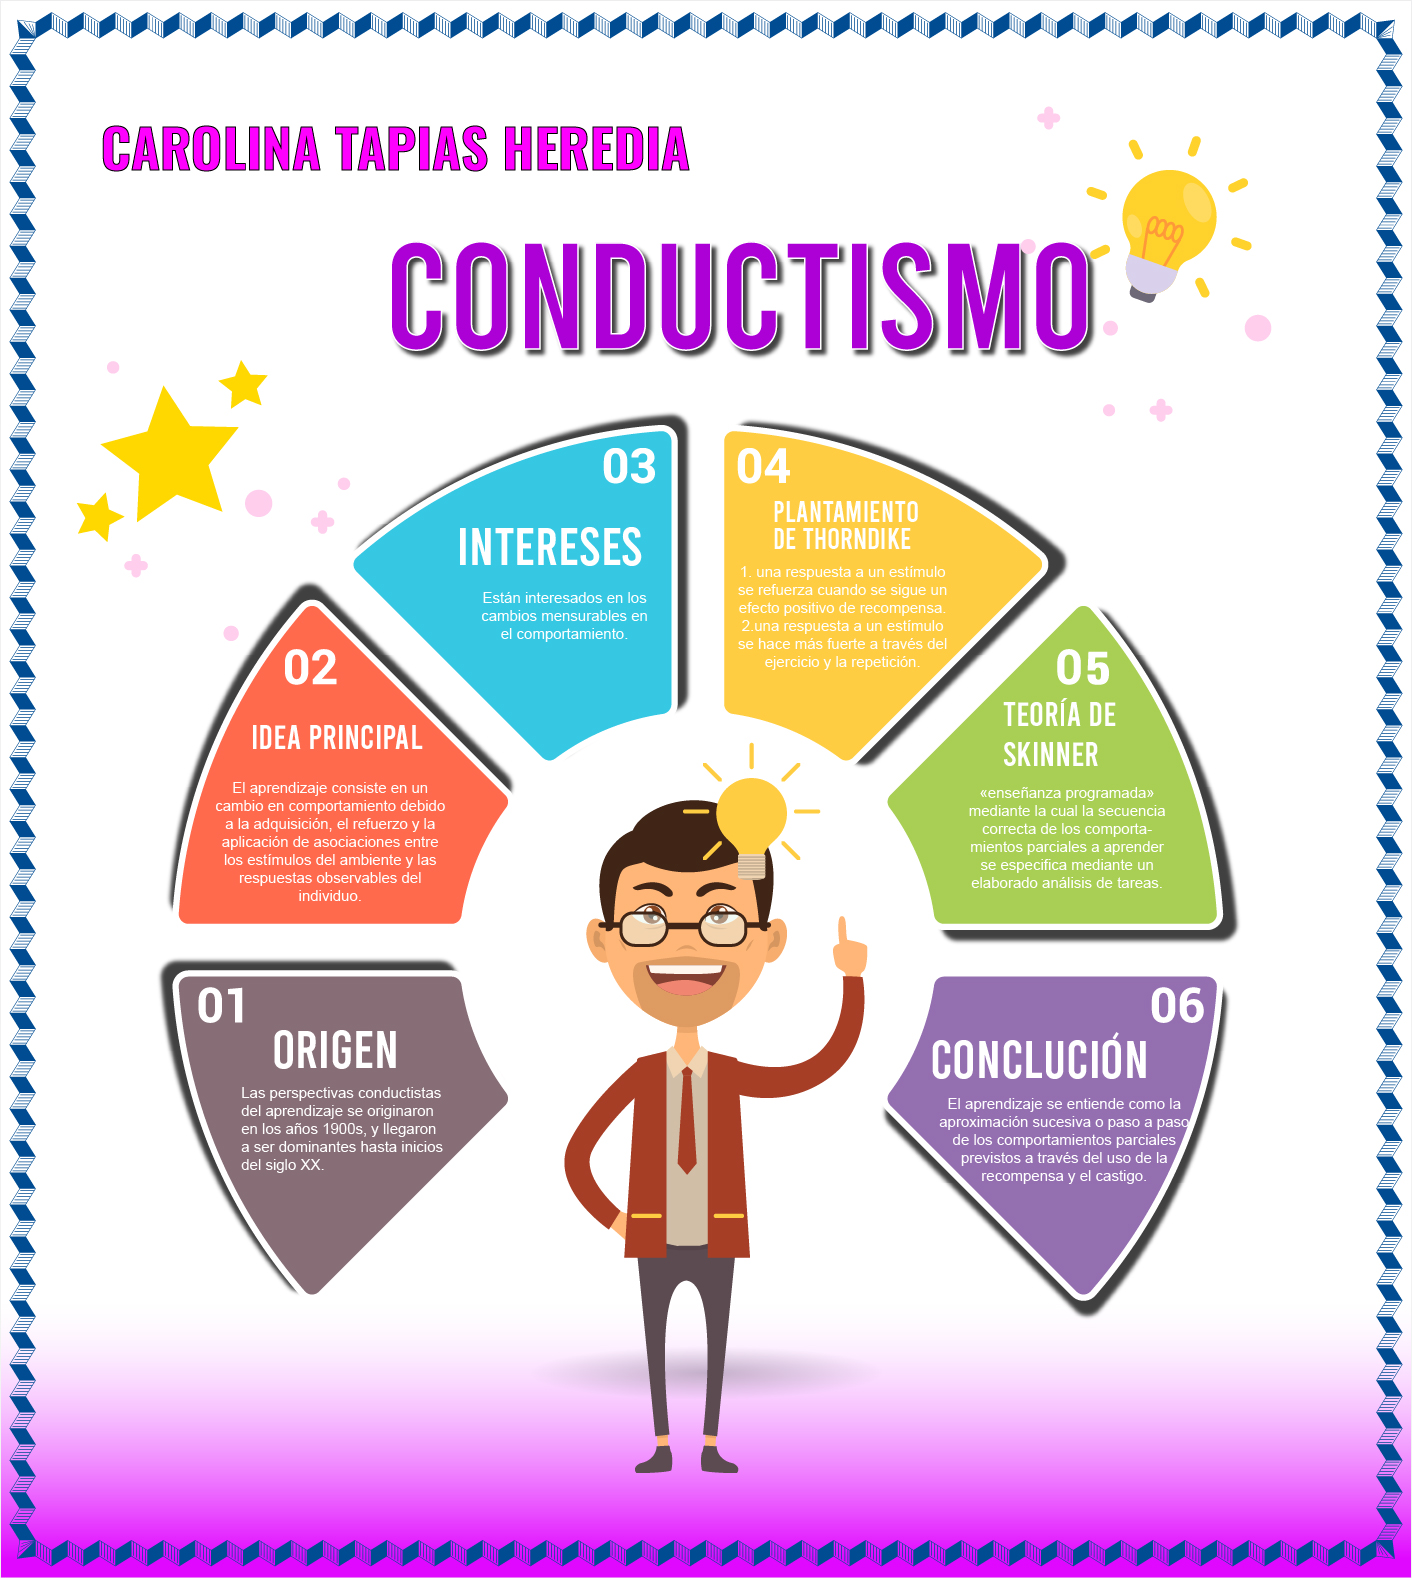 CAROLINA TAPIAS HEREDIA
CONDUCTISMO
01
ORIGEN
Las perspectivas conductistas
del aprendizaje se originaron
en los años 1900s, y llegaron
a ser dominantes hasta inicios
del siglo XX.
02
IDEA PRINCIPAL
El aprendizaje consiste en un
cambio en comportamiento debido
a la adquisición, el refuerzo y la
aplicación de asociaciones entre
los estímulos del ambiente y las
respuestas observables del
individuo.
03
INTERESES
Están interesados en los
cambios mensurables en
el comportamiento.
04
PLANTAMIENTO
DE THORNDIKE
1. una respuesta a un estímulo
se refuerza cuando se sigue un
efecto positivo de recompensa.
2.una respuesta a un estímulo
se hace más fuerte a través del
ejercicio y la repetición.
05
TEORÍA DE
SKINNER
«enseñanza programada»
mediante la cual la secuencia
correcta de los comporta-
mientos parciales a aprender
se especifica mediante un
elaborado análisis de tareas.
06
CONCLUCIÓN
El aprendizaje se entiende como la
aproximación sucesiva o paso a paso
de los comportamientos parciales
previstos a través del uso de la
recompensa y el castigo.